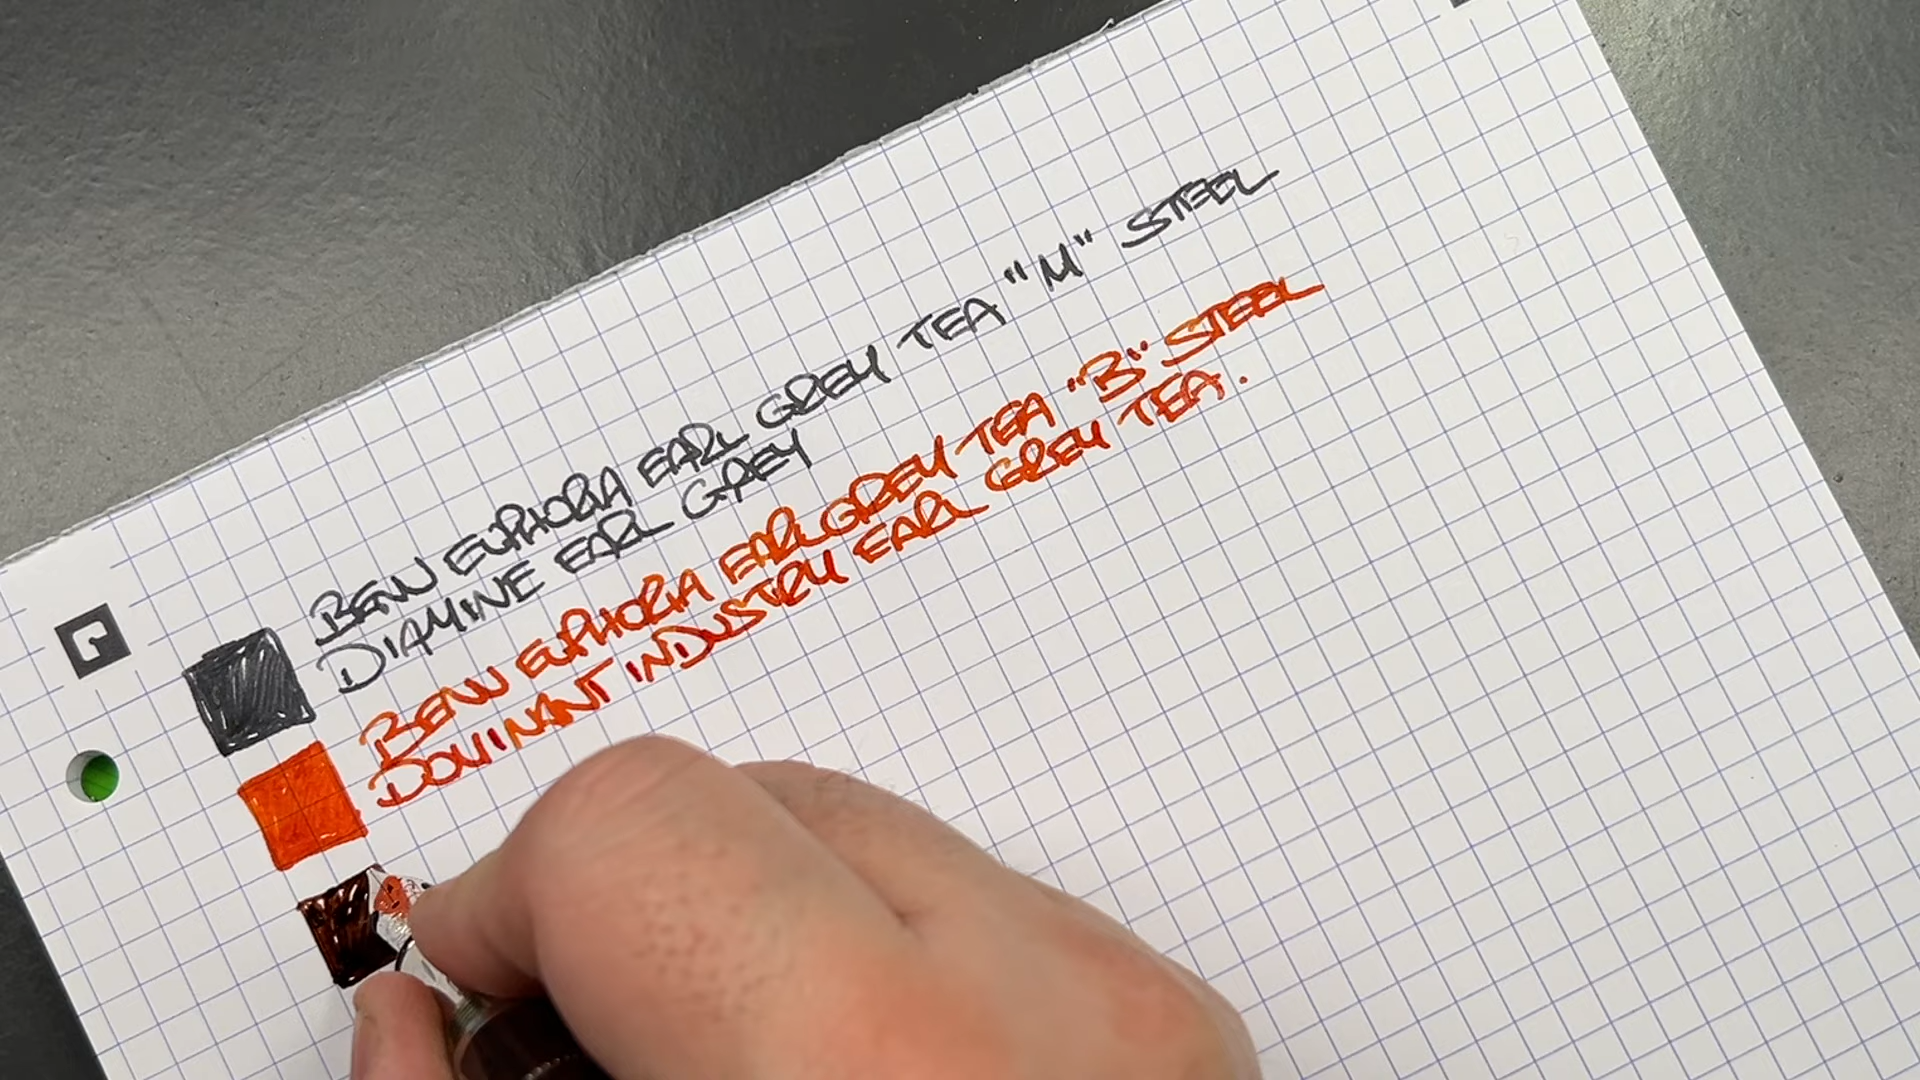 BENU EUPHORIA EARL GREY TEA "M" STEEL
DIAMINE EARL GREY
BENU EUPHORIA EARL GREY TEA "B" STEEL
DOMINANT INDUSTRY EARL GREY TEA.